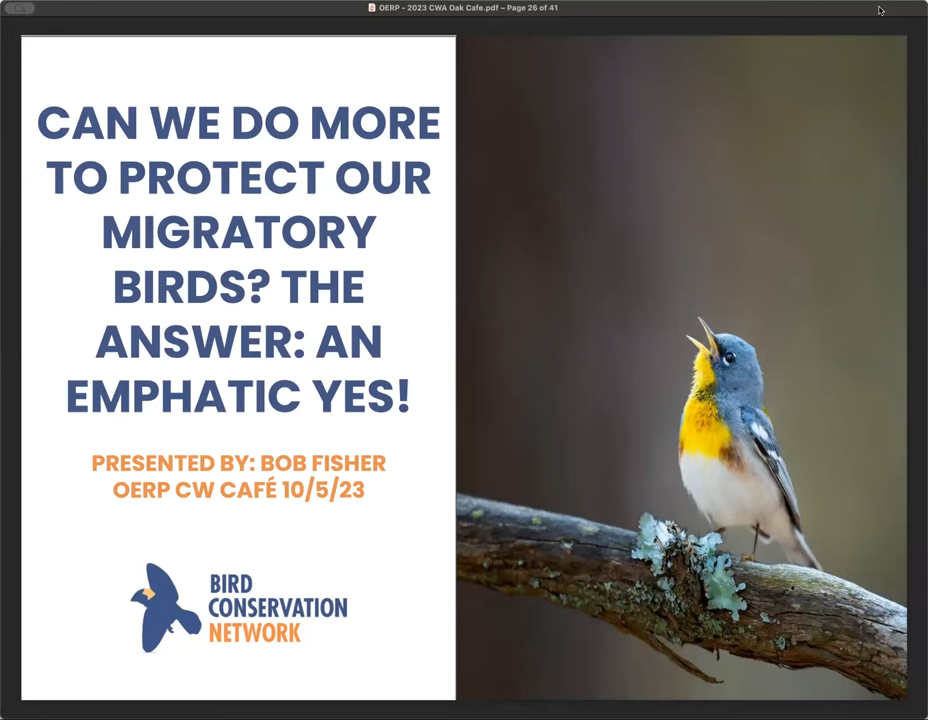 OERP - 2023 CWA Oak Cafe.pdf – Page 26 of 41
CAN WE DO MORE
TO PROTECT OUR
MIGRATORY
BIRDS? THE
ANSWER: AN
EMPHATIC YES!
PRESENTED BY: BOB FISHER
OERP CW CAFÉ 10/5/23
BIRD
CONSERVATION
NETWORK